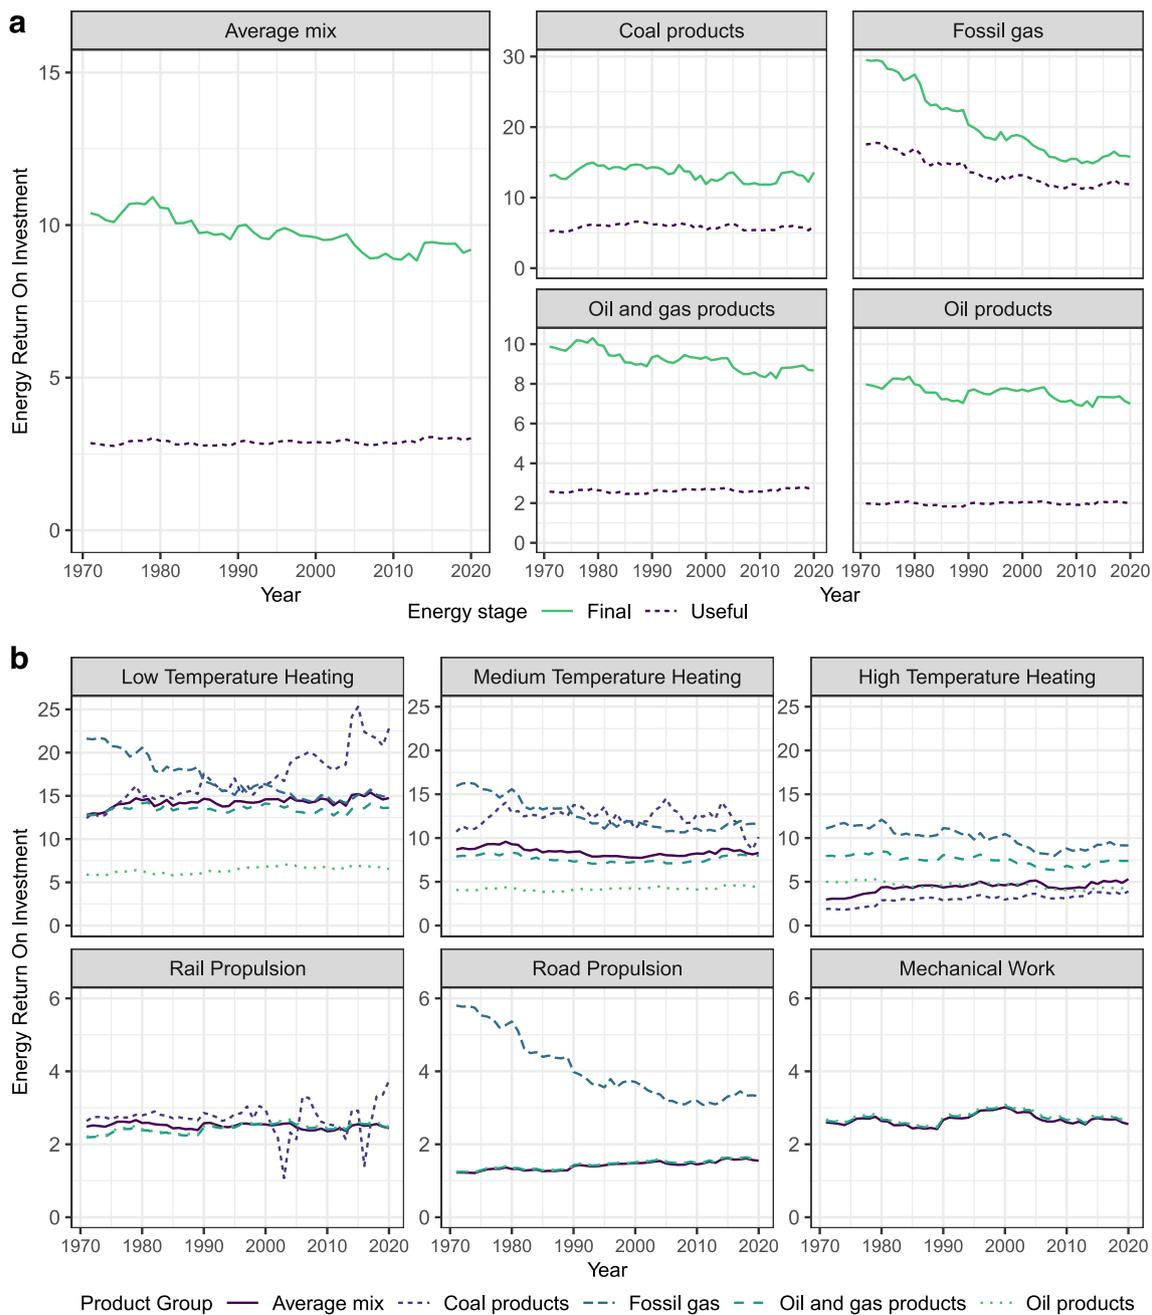 a
Average mix
Coal products
Fossil gas
15
10
5
0
30
20
10
0
Energy Return On Investment
Oil and gas products
Oil products
10
8
6
4
2
0
1970 1980 1990 2000 2010 2020
1970 1980 1990 2000 2010 2020
1970 1980 1990 2000 2010 2020
Year
Year
Energy stage Final Useful
b
Low Temperature Heating
Medium Temperature Heating
High Temperature Heating
25
20
15
10
5
0
25
20
15
10
5
0
25
20
15
10
5
0
Energy Return On Investment
Rail Propulsion
Road Propulsion
Mechanical Work
6
4
2
0
6
4
2
0
6
4
2
0
1970 1980 1990 2000 2010 2020
1970 1980 1990 2000 2010 2020
1970 1980 1990 2000 2010 2020
Year
Product Group Average mix Coal products Fossil gas Oil and gas products Oil products